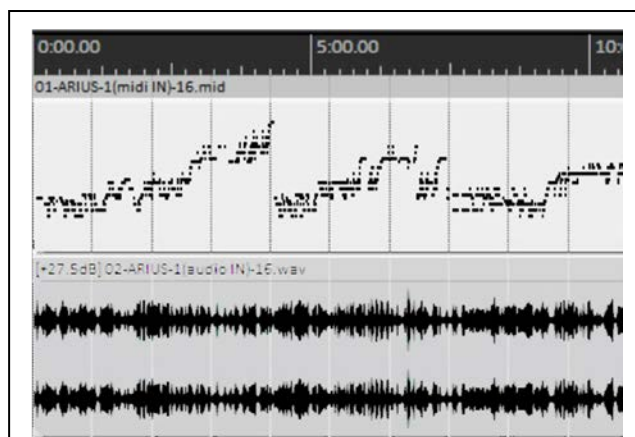 0:00.00 5:00.00 10:
01-ARIUS-1(midi IN)-16.mid
[+27.5dB] 02-ARIUS-1(audio IN)-16.wav